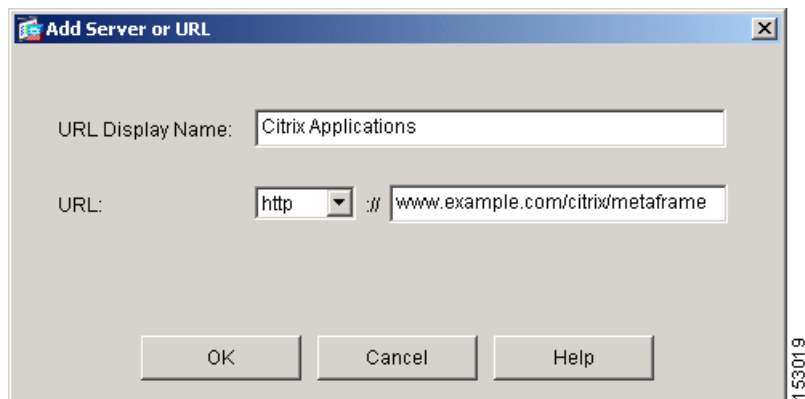 Add Server or URL
URL Display Name: Citrix Applications
URL: http :// www.example.com/citrix/metaframe
OK Cancel Help
153019